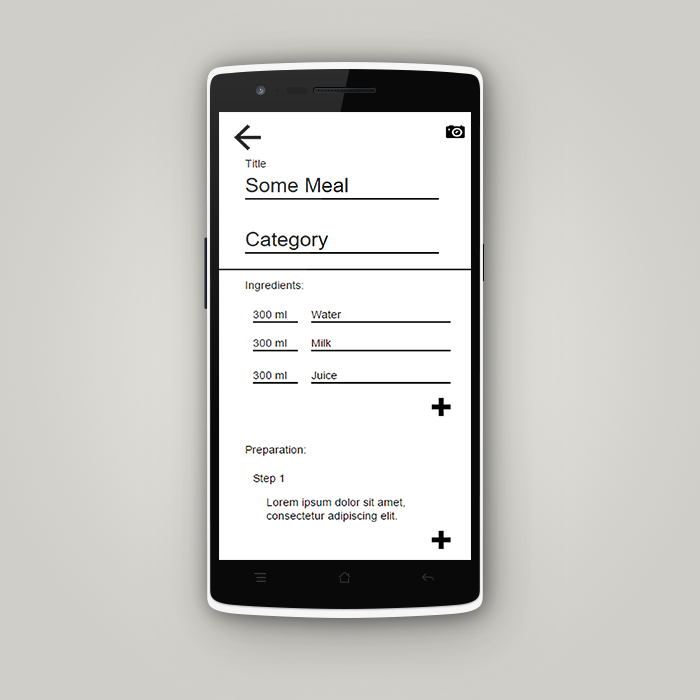 Title
Some Meal
Category
Ingredients:
300 ml Water
300 ml Milk
300 ml Juice
Preparation:
Step 1
Lorem ipsum dolor sit amet,
consectetur adipiscing elit.